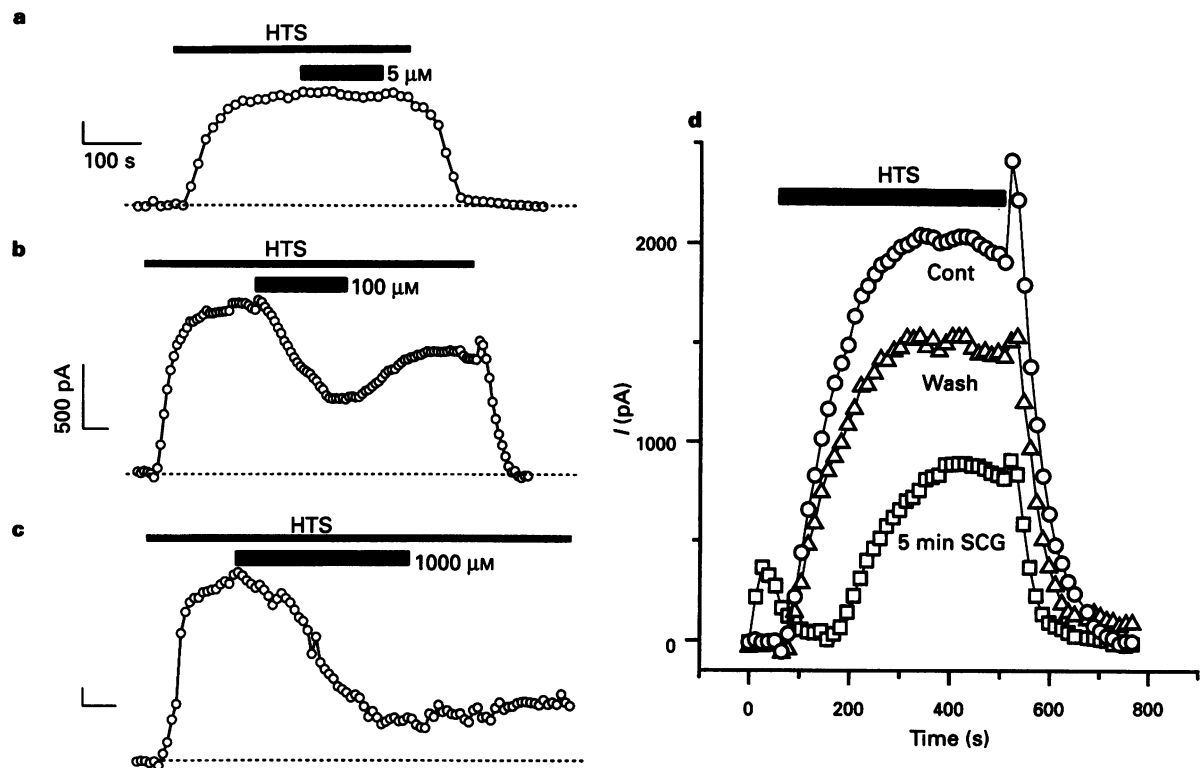 a
HTS
5 µM
100 s
b
HTS
100 µM
500 pA
c
HTS
1000 µM
d
HTS
2000
Cont
Wash
1000
5 min SCG
0
I (pA)
0 200 400 600 800
Time (s)